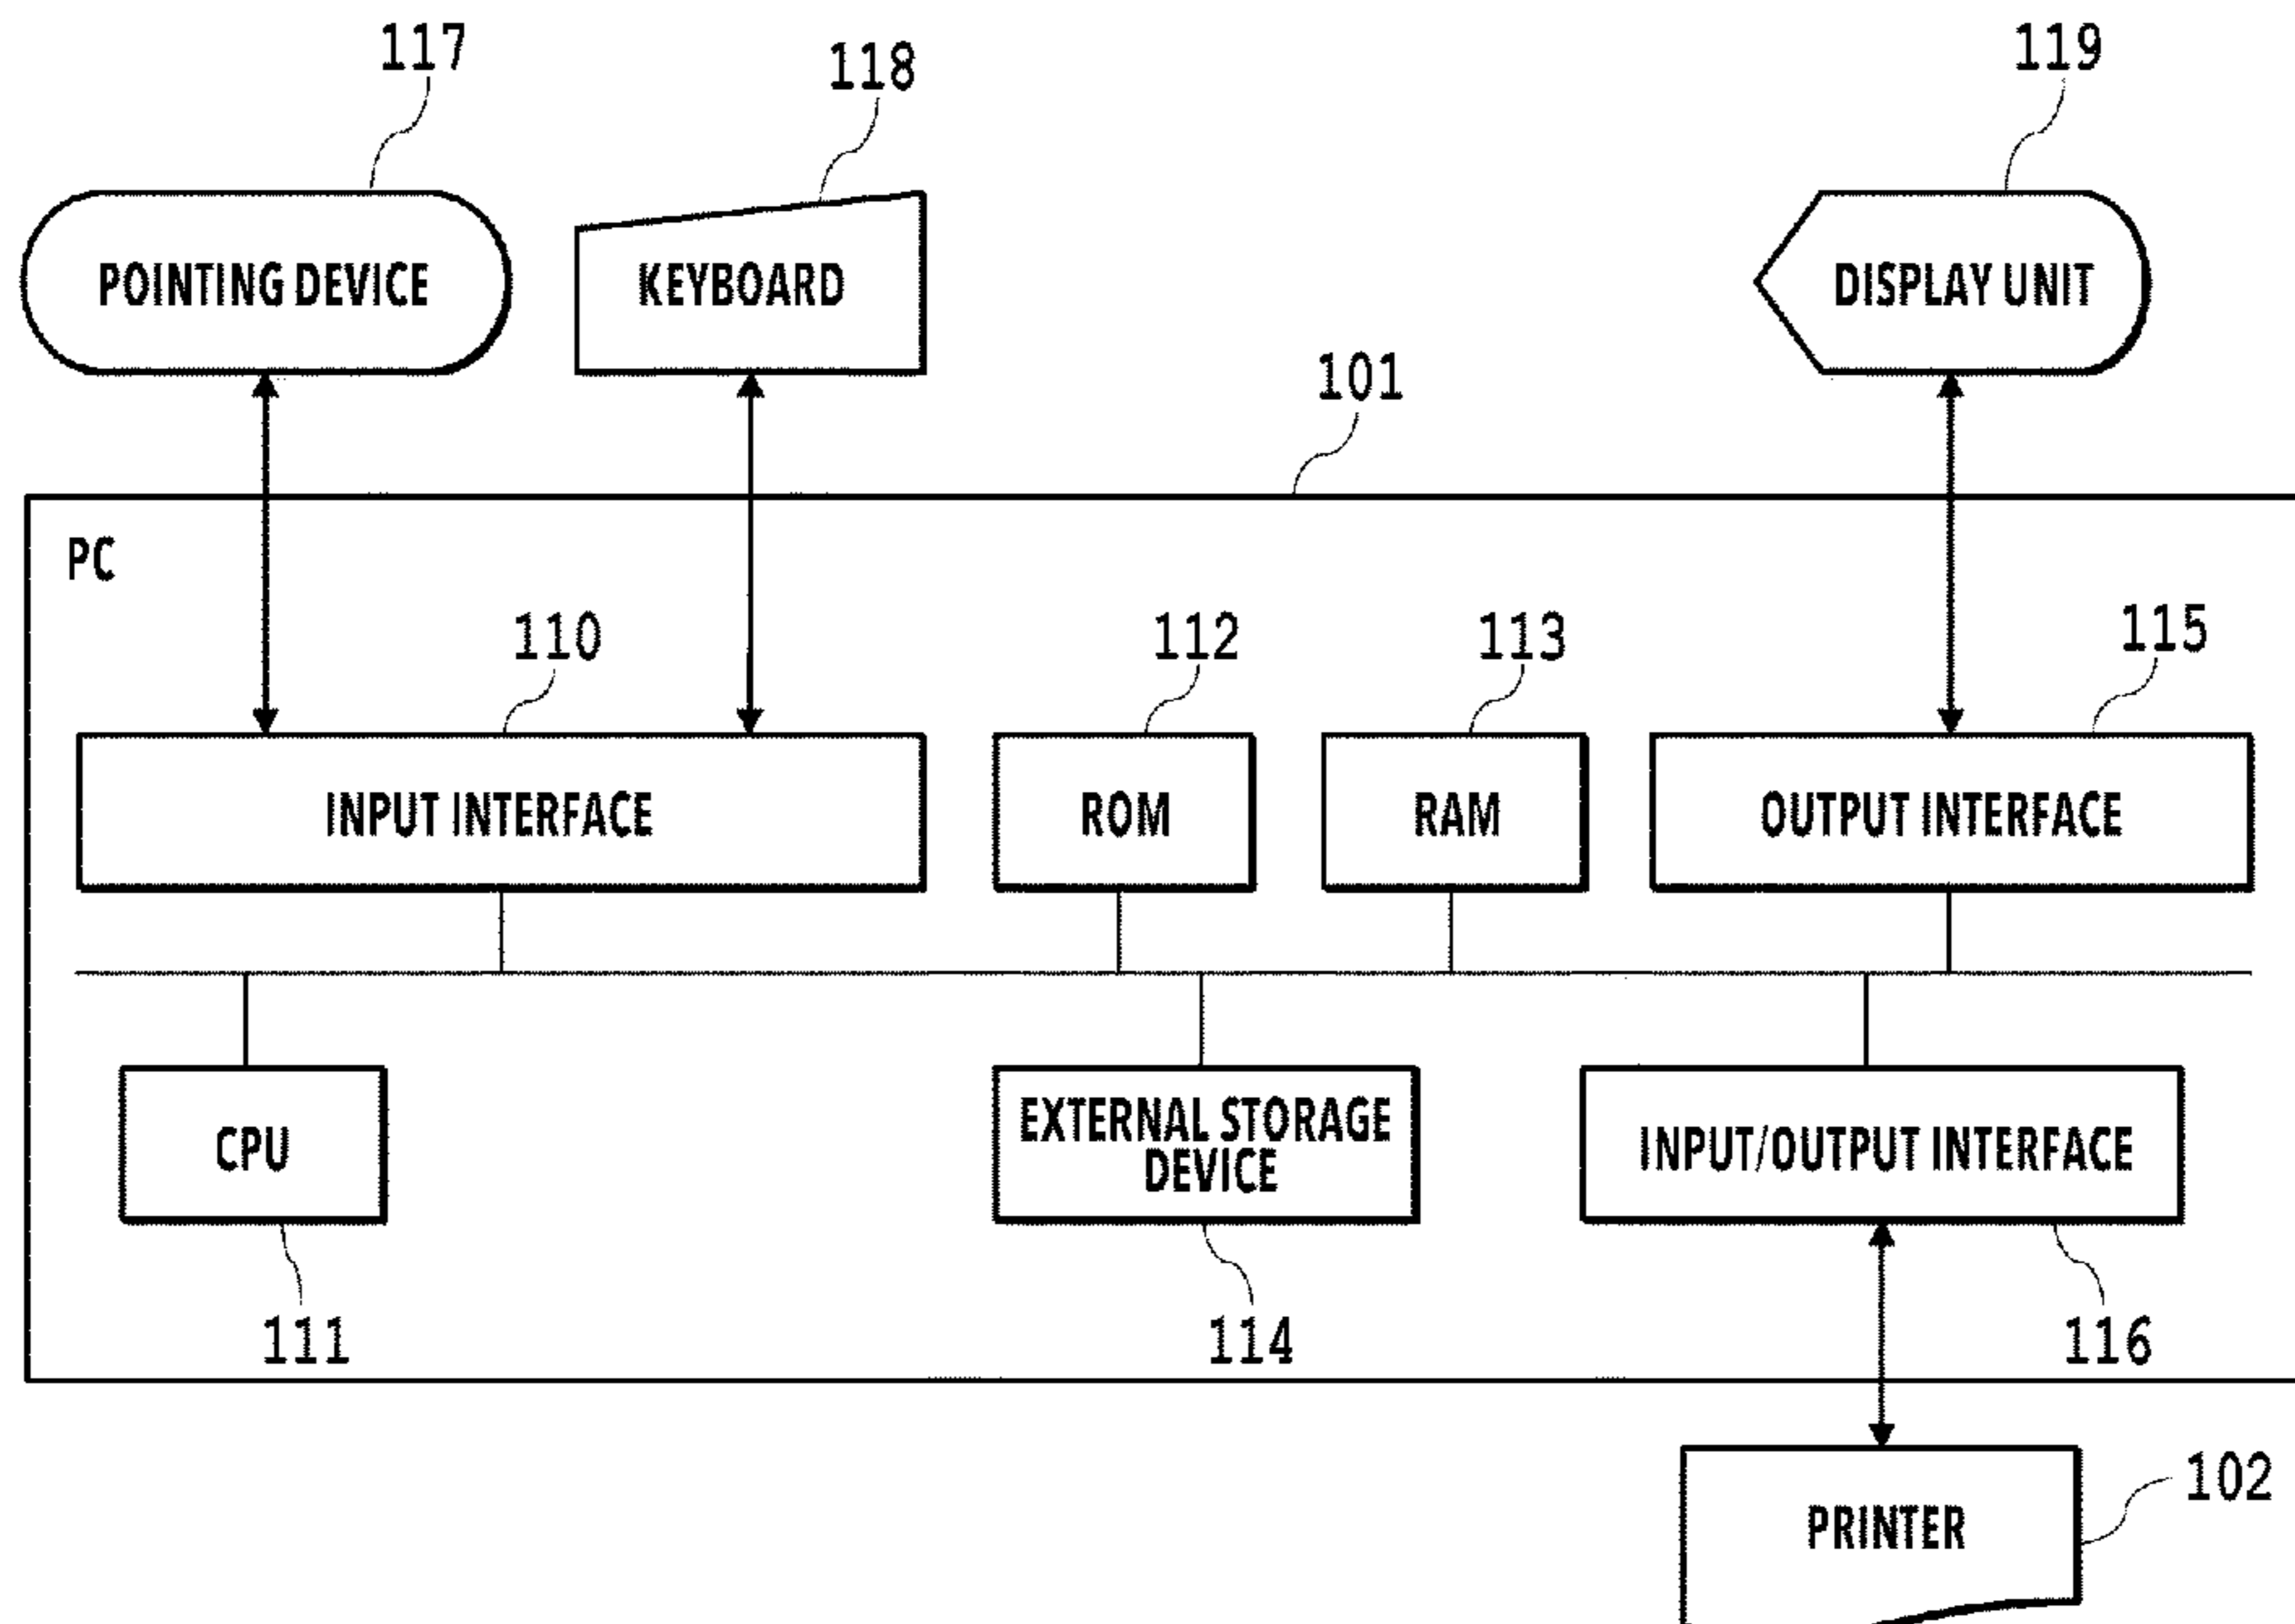 117
118
119
POINTING DEVICE
KEYBOARD
DISPLAY UNIT
101
PC
110
112
113
115
INPUT INTERFACE
ROM
RAM
OUTPUT INTERFACE
CPU
EXTERNAL STORAGE
DEVICE
INPUT/OUTPUT INTERFACE
111
114
116
102
PRINTER